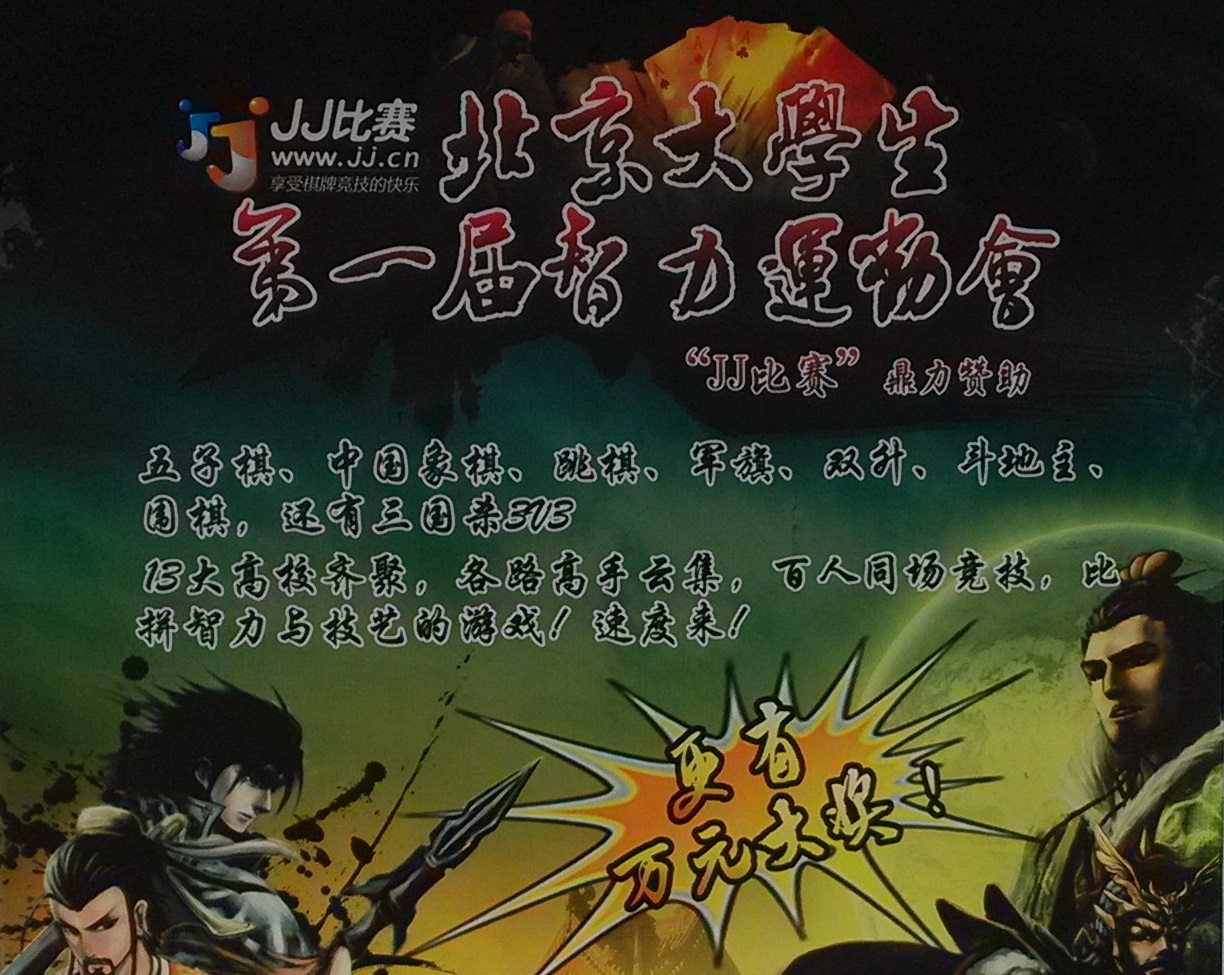 JJ比赛
www.jj.cn
享受棋牌竞技的快乐
北京大學生
第一届智力運動會
“JJ比赛” 鼎力赞助
五子棋、中国象棋、跳棋、军旗、双升、斗地主、
围棋，还有三国杀3V3
13大高校齐聚，各路高手云集，百人同场竞技，比
拼智力与技艺的游戏！速度来！
更有
万元大奖！